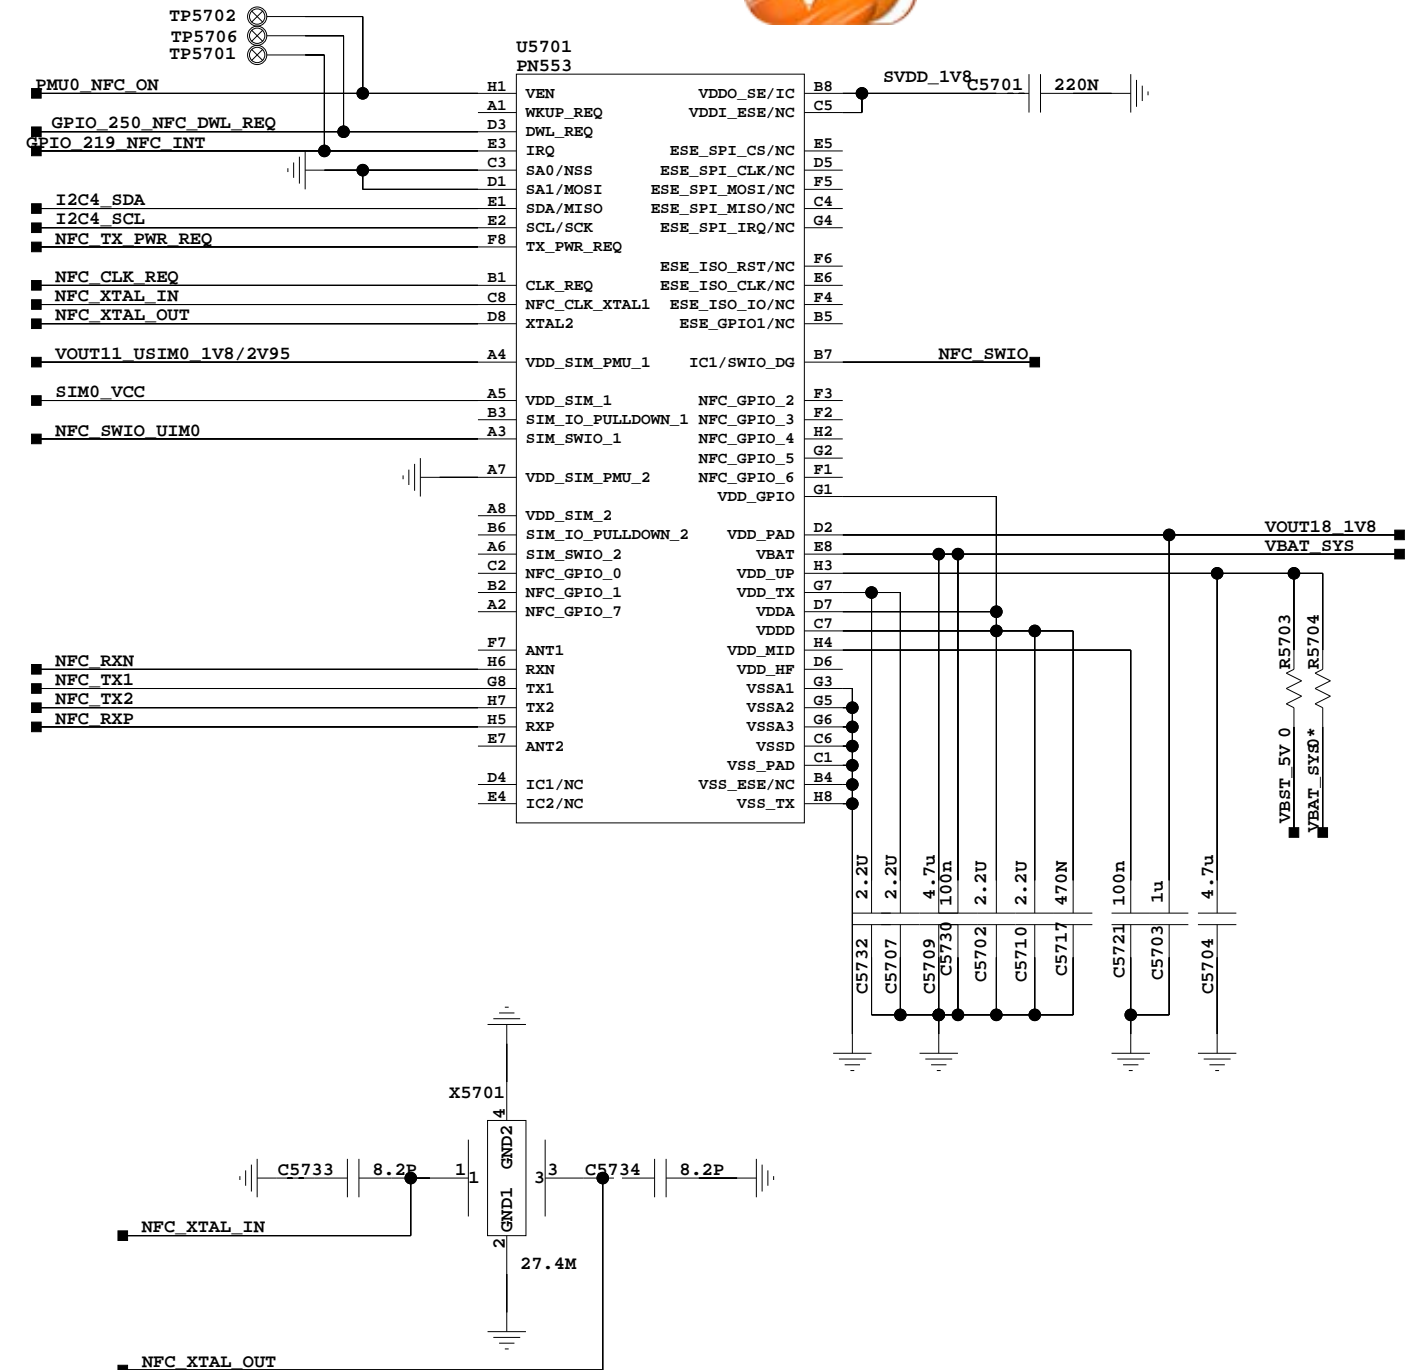 TP5702
TP5706
TP5701
U5701
PN553
PMU0_NFC_ON
H1 VEN
A1 WKUP_REQ
GPIO_250_NFC_DWL_REQ
D3 DWL_REQ
GPIO_219_NFC_INT
E3 IRQ
C3 SA0/NSS
D1 SA1/MOSI
I2C4_SDA
E1 SDA/MISO
I2C4_SCL
E2 SCL/SCK
NFC_TX_PWR_REQ
F8 TX_PWR_REQ
NFC_CLK_REQ
B1 CLK_REQ
NFC_XTAL_IN
C8 NFC_CLK_XTAL1
NFC_XTAL_OUT
D8 XTAL2
VOUT11_USIM0_1V8/2V95
A4 VDD_SIM_PMU_1
SIM0_VCC
A5 VDD_SIM_1
B3 SIM_IO_PULLDOWN_1
NFC_SWIO_UIM0
A3 SIM_SWIO_1
A7 VDD_SIM_PMU_2
A8 VDD_SIM_2
B6 SIM_IO_PULLDOWN_2
A6 SIM_SWIO_2
C2 NFC_GPIO_0
B2 NFC_GPIO_1
A2 NFC_GPIO_7
F7 ANT1
NFC_RXN
H6 RXN
NFC_TX1
G8 TX1
NFC_TX2
H7 TX2
NFC_RXP
H5 RXP
E7 ANT2
D4 IC1/NC
E4 IC2/NC
VDDO_SE/IC B8
SVDD_1V8
C5701 220N
VDDI_ESE/NC C5
ESE_SPI_CS/NC E5
ESE_SPI_CLK/NC D5
ESE_SPI_MOSI/NC F5
ESE_SPI_MISO/NC C4
ESE_SPI_IRQ/NC G4
ESE_ISO_RST/NC F6
ESE_ISO_CLK/NC E6
ESE_ISO_IO/NC F4
ESE_GPIO1/NC B5
IC1/SWIO_DG B7
NFC_SWIO
NFC_GPIO_2 F3
NFC_GPIO_3 F2
NFC_GPIO_4 H2
NFC_GPIO_5 G2
NFC_GPIO_6 F1
VDD_GPIO G1
VDD_PAD D2
VOUT18_1V8
VBAT E8
VBAT_SYS
VDD_UP H3
VDD_TX G7
VDDA D7
VDDD C7
VDD_MID H4
VDD_HF D6
VSSA1 G3
VSSA2 G5
VSSA3 G6
VSSD C6
VSS_PAD C1
VSS_ESE/NC B4
VSS_TX H8
R5703
0
VBST_5V
R5704
0*
VBAT_SYS
C5732 2.2U
C5707 2.2U
C5709 4.7u
C5730 100n
C5702 2.2U
C5710 2.2U
C5717 470N
C5721 100n
C5703 1u
C5704 4.7u
X5701
4
GND2
C5733 8.2P
1
1
3
3
C5734 8.2P
GND1
2
NFC_XTAL_IN
27.4M
NFC_XTAL_OUT